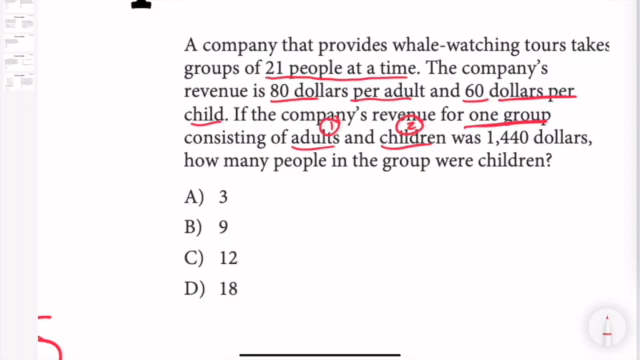 A company that provides whale-watching tours takes
groups of 21 people at a time. The company's
revenue is 80 dollars per adult and 60 dollars per
child. If the company's revenue for one group
1 2
consisting of adults and children was 1,440 dollars,
how many people in the group were children?
A) 3
B) 9
C) 12
D) 18